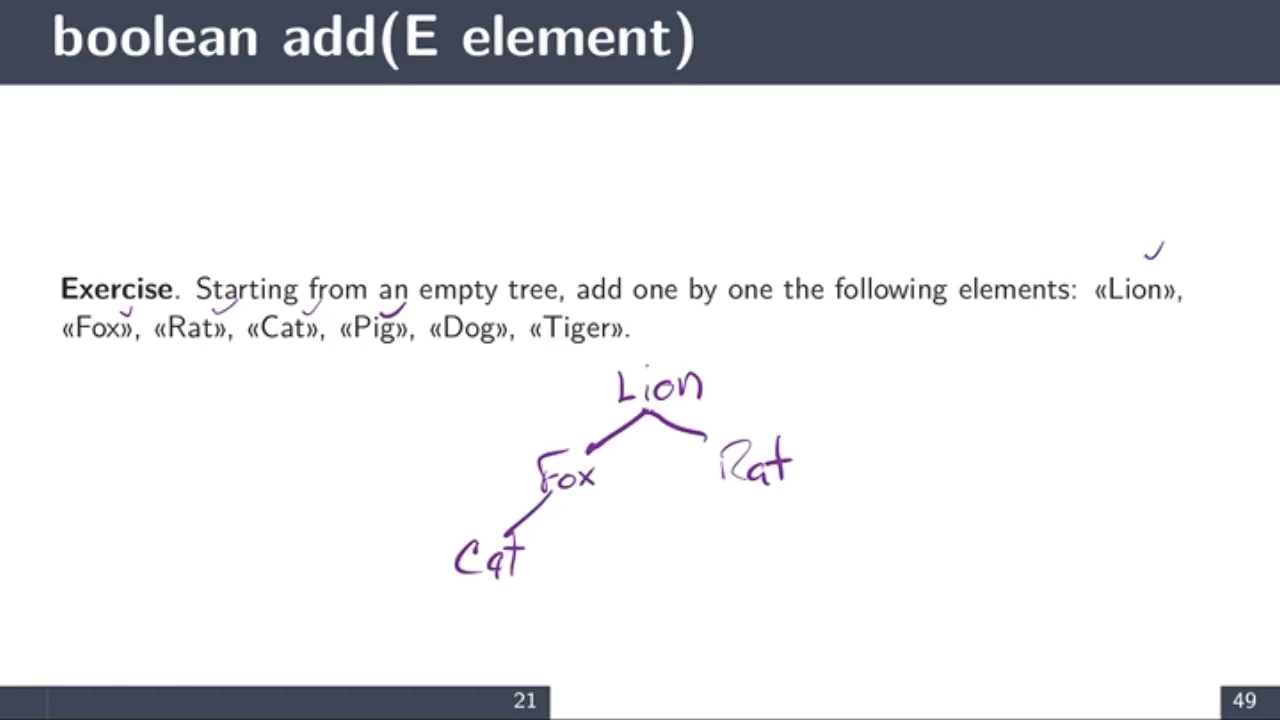 boolean add(E element)
Exercise. Starting from an empty tree, add one by one the following elements: «Lion»,
«Fox», «Rat», «Cat», «Pig», «Dog», «Tiger».
Lion
Fox Rat
Cat
21 49